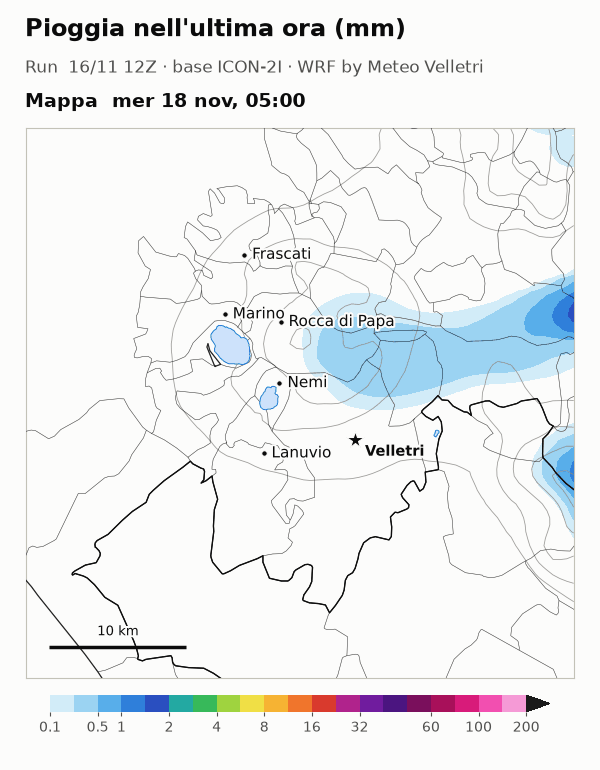 Pioggia nell'ultima ora (mm)
Run  16/11 12Z · base ICON-2I · WRF by Meteo Velletri
Mappa  mer 18 nov, 05:00
Frascati
Marino
Rocca di Papa
Nemi
Velletri
Lanuvio
10 km
0.1 0.5 1 2 4 8 16 32 60 100 200